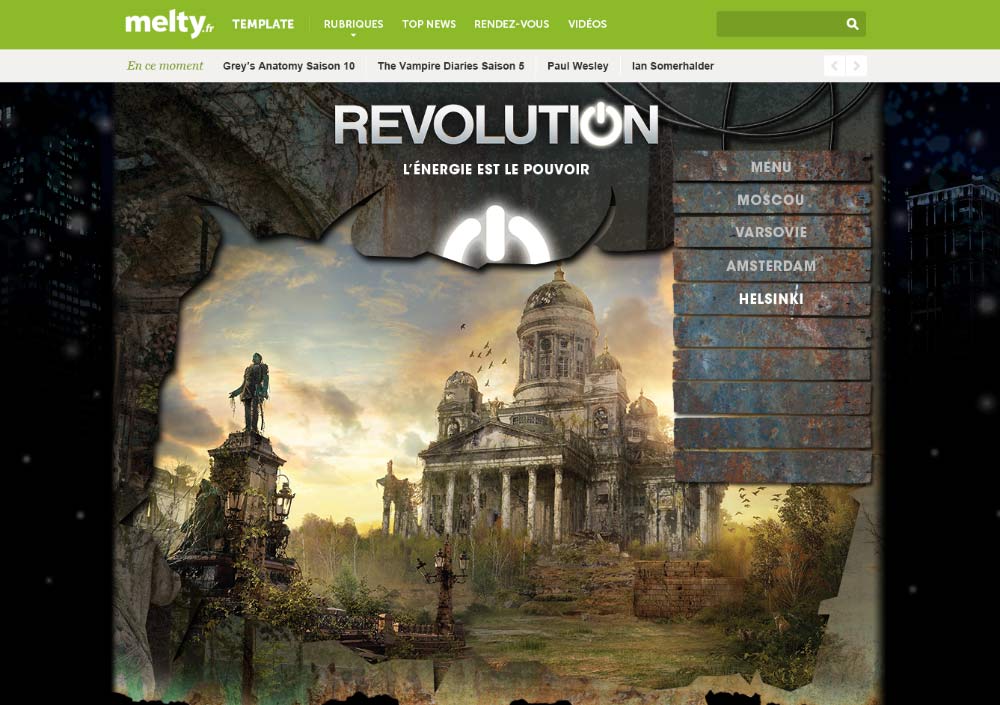 melty.fr TEMPLATE RUBRIQUES TOP NEWS RENDEZ-VOUS VIDÉOS
En ce moment Grey's Anatomy Saison 10 The Vampire Diaries Saison 5 Paul Wesley Ian Somerhalder
REVOLUTION
L'ÉNERGIE EST LE POUVOIR
MENU
MOSCOU
VARSOVIE
AMSTERDAM
HELSINKI